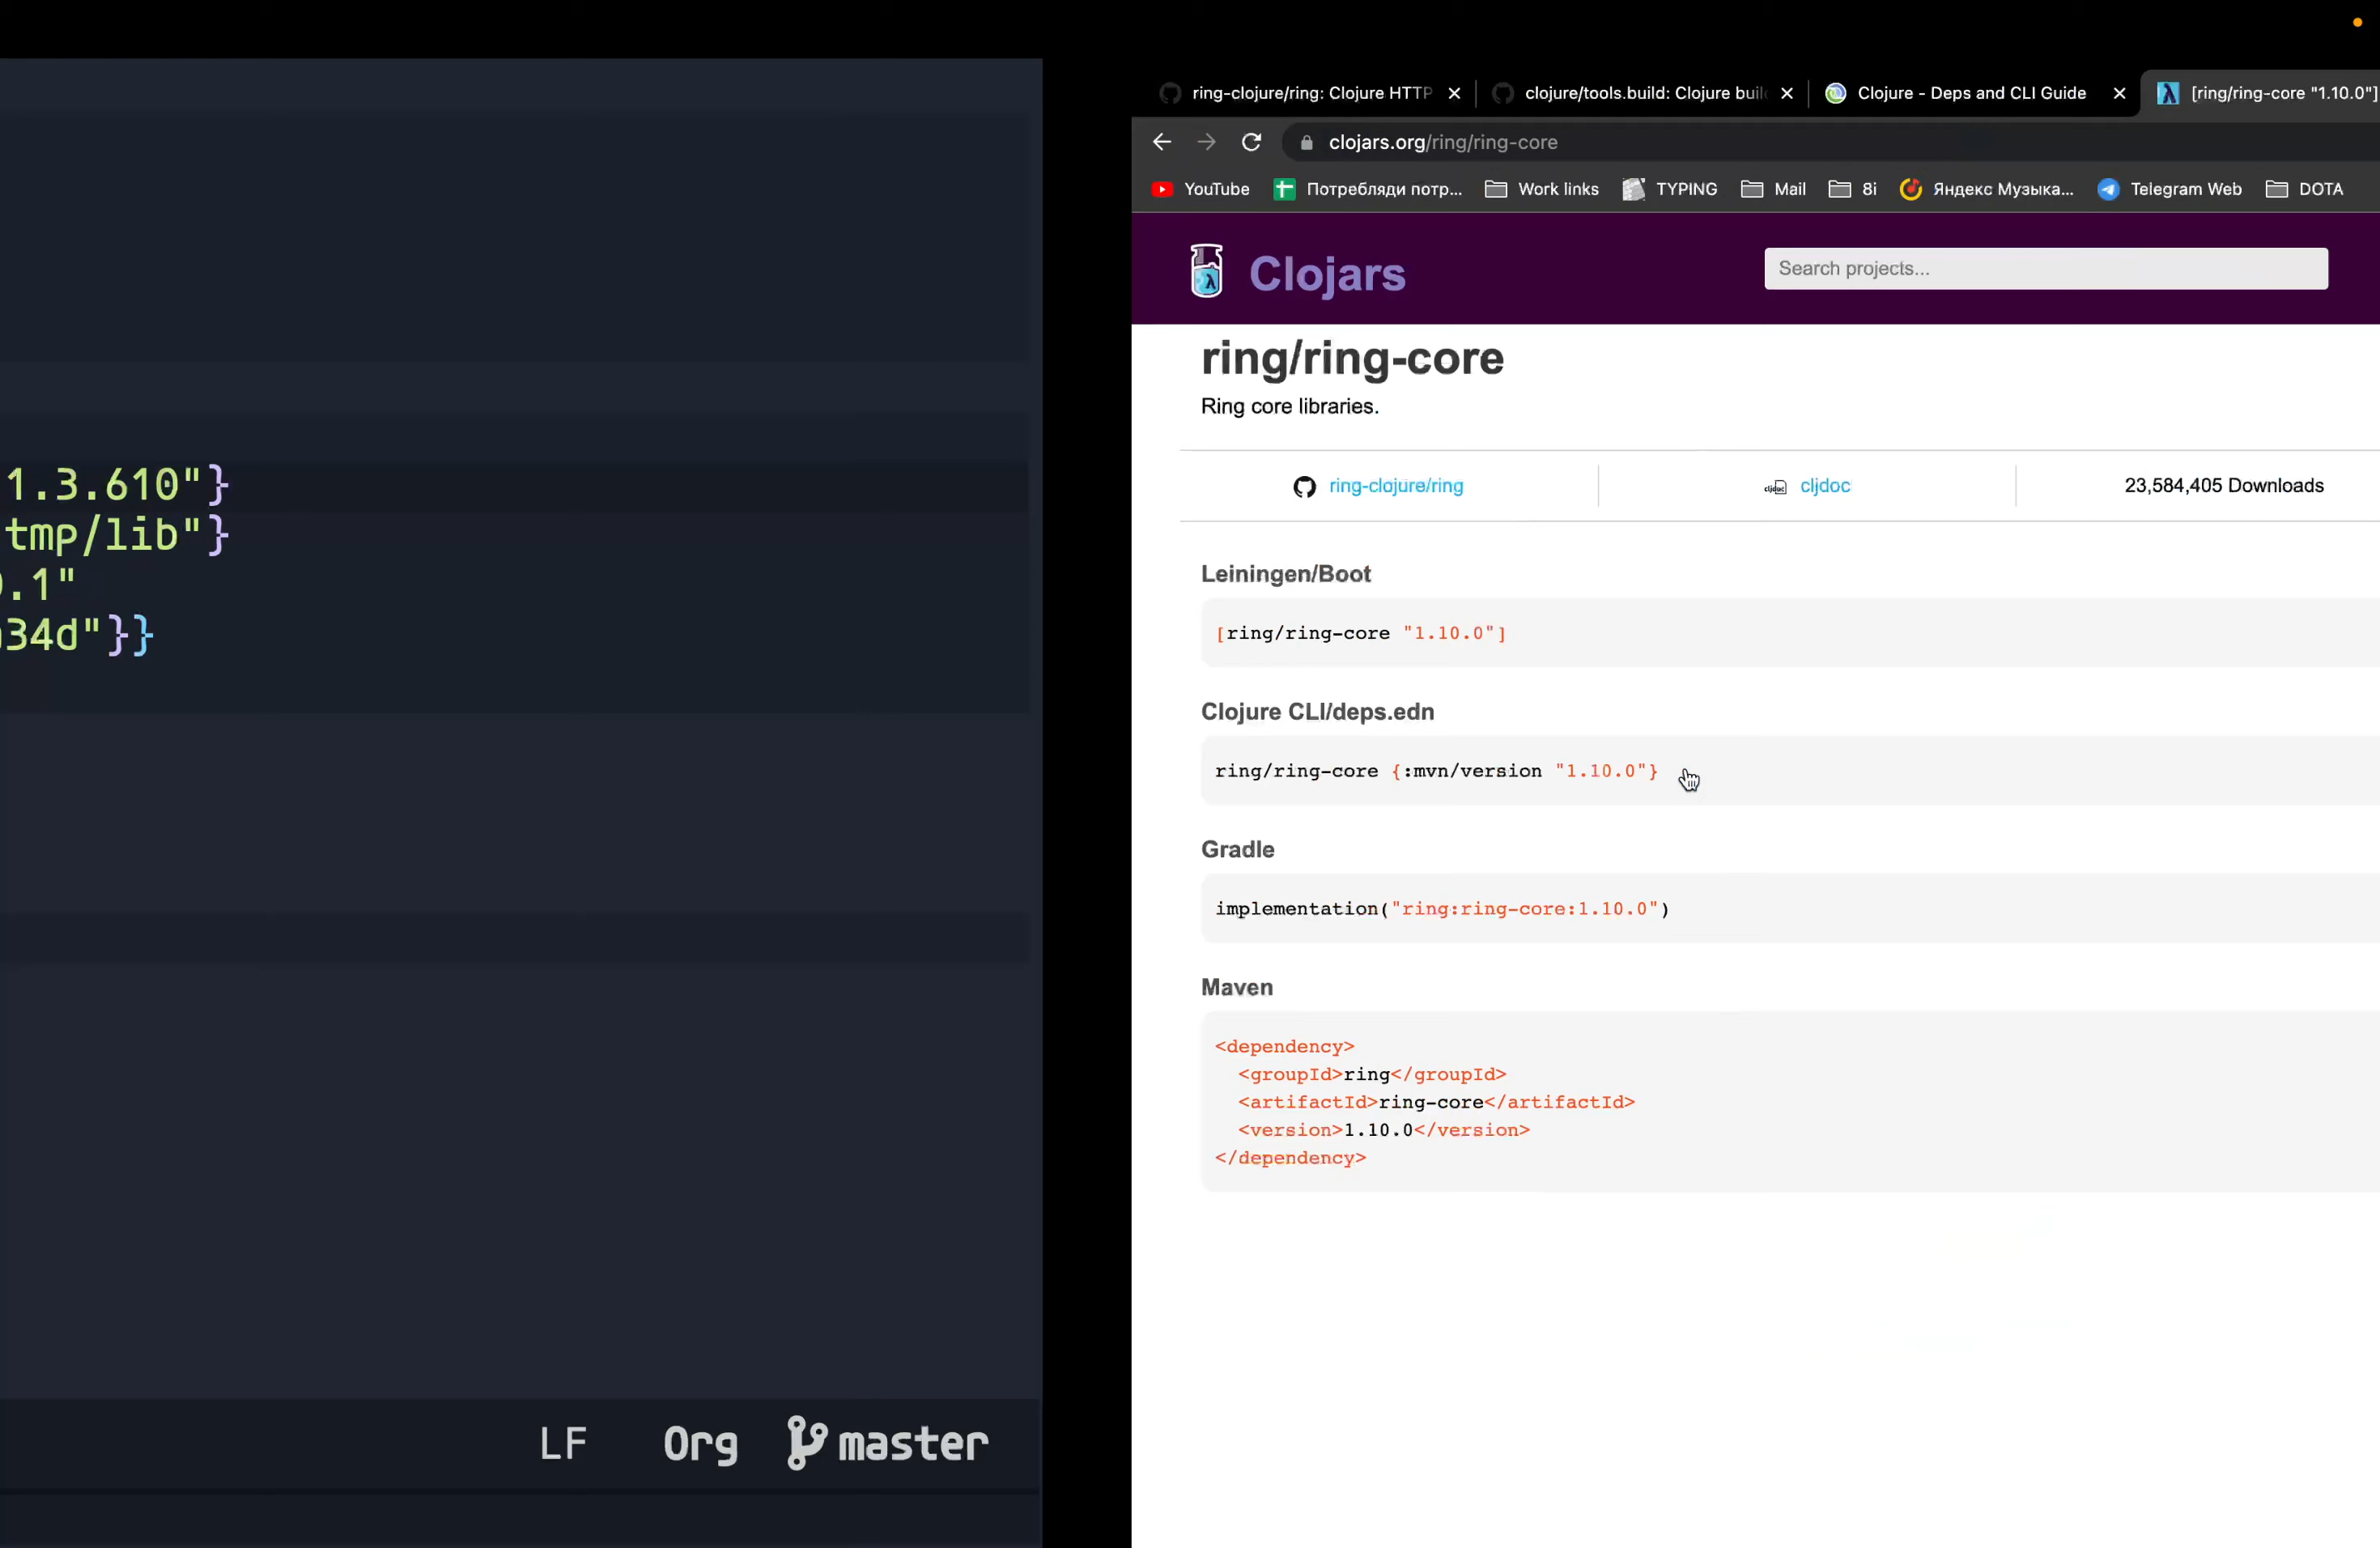 1.3.610"}
tmp/lib"}
.1"
34d"}}
LF Org master
ring-clojure/ring: Clojure HTTP
clojure/tools.build: Clojure buil
Clojure - Deps and CLI Guide
[ring/ring-core "1.10.0"]
clojars.org/ring/ring-core
YouTube
Потребляди потр...
Work links
TYPING
Mail
8i
Яндекс Музыка...
Telegram Web
DOTA
Clojars
Search projects...
ring/ring-core
Ring core libraries.
ring-clojure/ring
cljdoc
23,584,405 Downloads
Leiningen/Boot
[ring/ring-core "1.10.0"]
Clojure CLI/deps.edn
ring/ring-core {:mvn/version "1.10.0"}
Gradle
implementation("ring:ring-core:1.10.0")
Maven
<dependency>
<groupId>ring</groupId>
<artifactId>ring-core</artifactId>
<version>1.10.0</version>
</dependency>